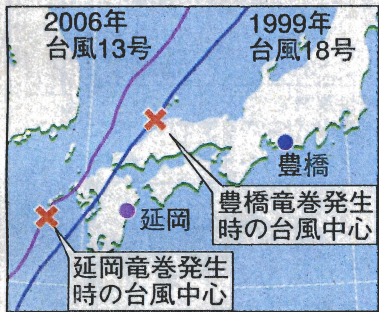 2006年
台風13号
1999年
台風18号
豊橋
延岡
豊橋竜巻発生
時の台風中心
延岡竜巻発生
時の台風中心